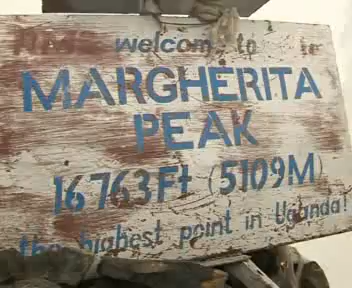 welcome to
MARGHERITA
PEAK
16763Ft (5109M)
the highest point in Uganda!